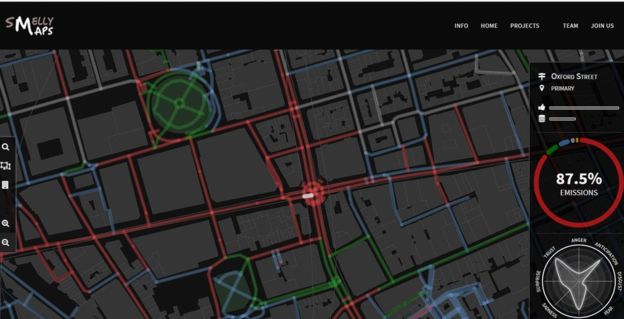 SMELLY
MAPS
INFO HOME PROJECTS TEAM JOIN US
OXFORD STREET
PRIMARY
87.5%
EMISSIONS
ANGER
ANTICIPATION
DISGUST
FEAR
SADNESS
SURPRISE
TRUST